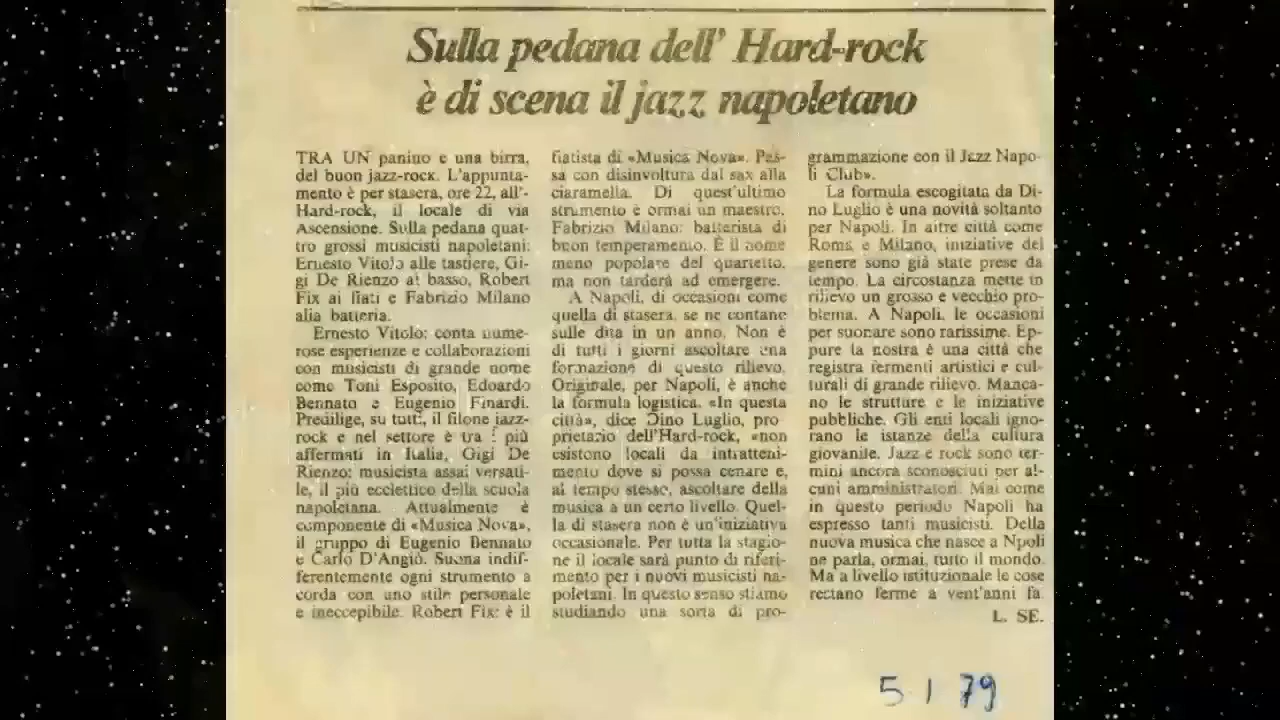 Sulla pedana dell' Hard-rock
è di scena il jazz napoletano
TRA UN panino e una birra,
del buon jazz-rock. L'appunta-
mento è per stasera, ore 22, all'-
Hard-rock, il locale di via
Ascensione. Sulla pedana quat-
tro grossi musicisti napoletani:
Ernesto Vitolo alle tastiere, Gi-
gi De Rienzo al basso, Robert
Fix ai fiati e Fabrizio Milano
alla batteria.
Ernesto Vitolo: conta nume-
rose esperienze e collaborazioni
con musicisti di grande nome
come Toni Esposito, Edoardo
Bennato e Eugenio Finardi.
Predilige, su tutti, il filone jazz-
rock e nel settore è tra i più
affermati in Italia, Gigi De
Rienzo: musicista assai versati-
le, il più ecclettico della scuola
napoletana. Attualmente è
componente di «Musica Nova»,
il gruppo di Eugenio Bennato
e Carlo D'Angiò. Suona indif-
ferentemente ogni strumento a
corda con uno stile personale
e ineccepibile. Robert Fix: è il
fiatista di «Musica Nova». Pas-
sa con disinvoltura dal sax alla
ciaramella. Di quest'ultimo
strumento è ormai un maestro.
Fabrizio Milano: batterista di
buon temperamento. È il nome
meno popolare del quartetto,
ma non tarderà ad emergere.
A Napoli, di occasioni come
quella di stasera, se ne contano
sulle dita in un anno. Non è
di tutti i giorni ascoltare una
formazione di questo rilievo.
Originale, per Napoli, è anche
la formula logistica. «In questa
città», dice Dino Luglio, pro
prietario dell'Hard-rock, «non
esistono locali da intratteni-
mento dove si possa cenare e,
al tempo stesso, ascoltare della
musica a un certo livello. Quel-
la di stasera non è un'iniziativa
occasionale. Per tutta la stagio-
ne il locale sarà punto di riferi-
mento per i nuovi musicisti na-
poletani. In questo senso stiamo
studiando una sorta di pro-
grammazione con il Jazz Napo-
li Club».
La formula escogitata da Di-
no Luglio è una novità soltanto
per Napoli. In altre città come
Roma e Milano, iniziative del
genere sono già state prese da
tempo. La circostanza mette in
rilievo un grosso e vecchio pro-
blema. A Napoli, le occasioni
per suonare sono rarissime. Ep-
pure la nostra è una città che
registra fermenti artistici e cul-
turali di grande rilievo. Manca-
no le strutture e le iniziative
pubbliche. Gli enti locali igno-
rano le istanze della cultura
giovanile. Jazz e rock sono ter-
mini ancora sconosciuti per al-
cuni amministratori. Mai come
in questo periodo Napoli ha
espresso tanti musicisti. Della
nuova musica che nasce a Npoli
ne parla, ormai, tutto il mondo.
Ma a livello istituzionale le cose
restano ferme a vent'anni fa.
L. SE.
5 1 79